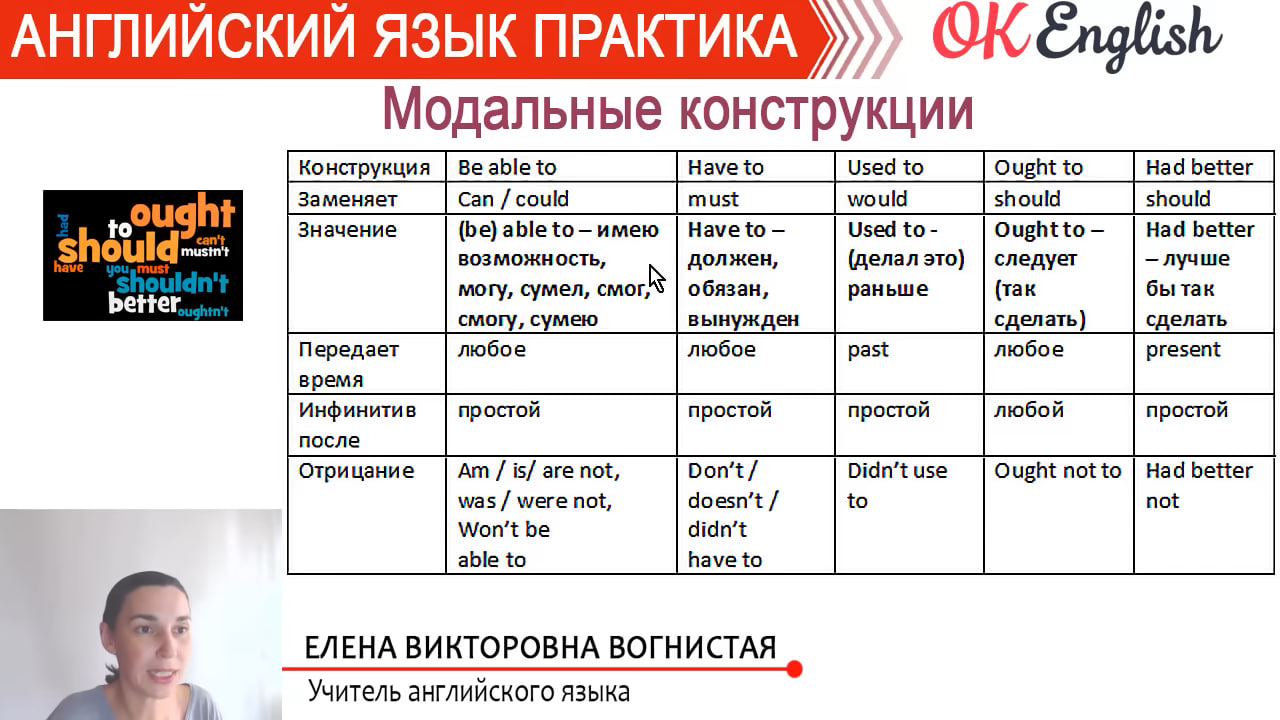 АНГЛИЙСКИЙ ЯЗЫК ПРАКТИКА
OK English
Модальные конструкции
Конструкция Be able to Have to Used to Ought to Had better
Заменяет Can / could must would should should
Значение (be) able to – имею Have to – Used to - Ought to – Had better
возможность, должен, (делал это) следует – лучше
могу, сумел, смог, обязан, раньше (так бы так
смогу, сумею вынужден сделать) сделать
Передает любое любое past любое present
время
Инфинитив простой простой простой любой простой
после
Отрицание Am / is/ are not, Don’t / Didn’t use Ought not to Had better
was / were not, doesn’t / to not
Won’t be didn’t
able to have to
had
ought
to
should
can't
mustn't
have
you
must
shouldn't
better
oughtn't
ЕЛЕНА ВИКТОРОВНА ВОГНИСТАЯ
Учитель английского языка